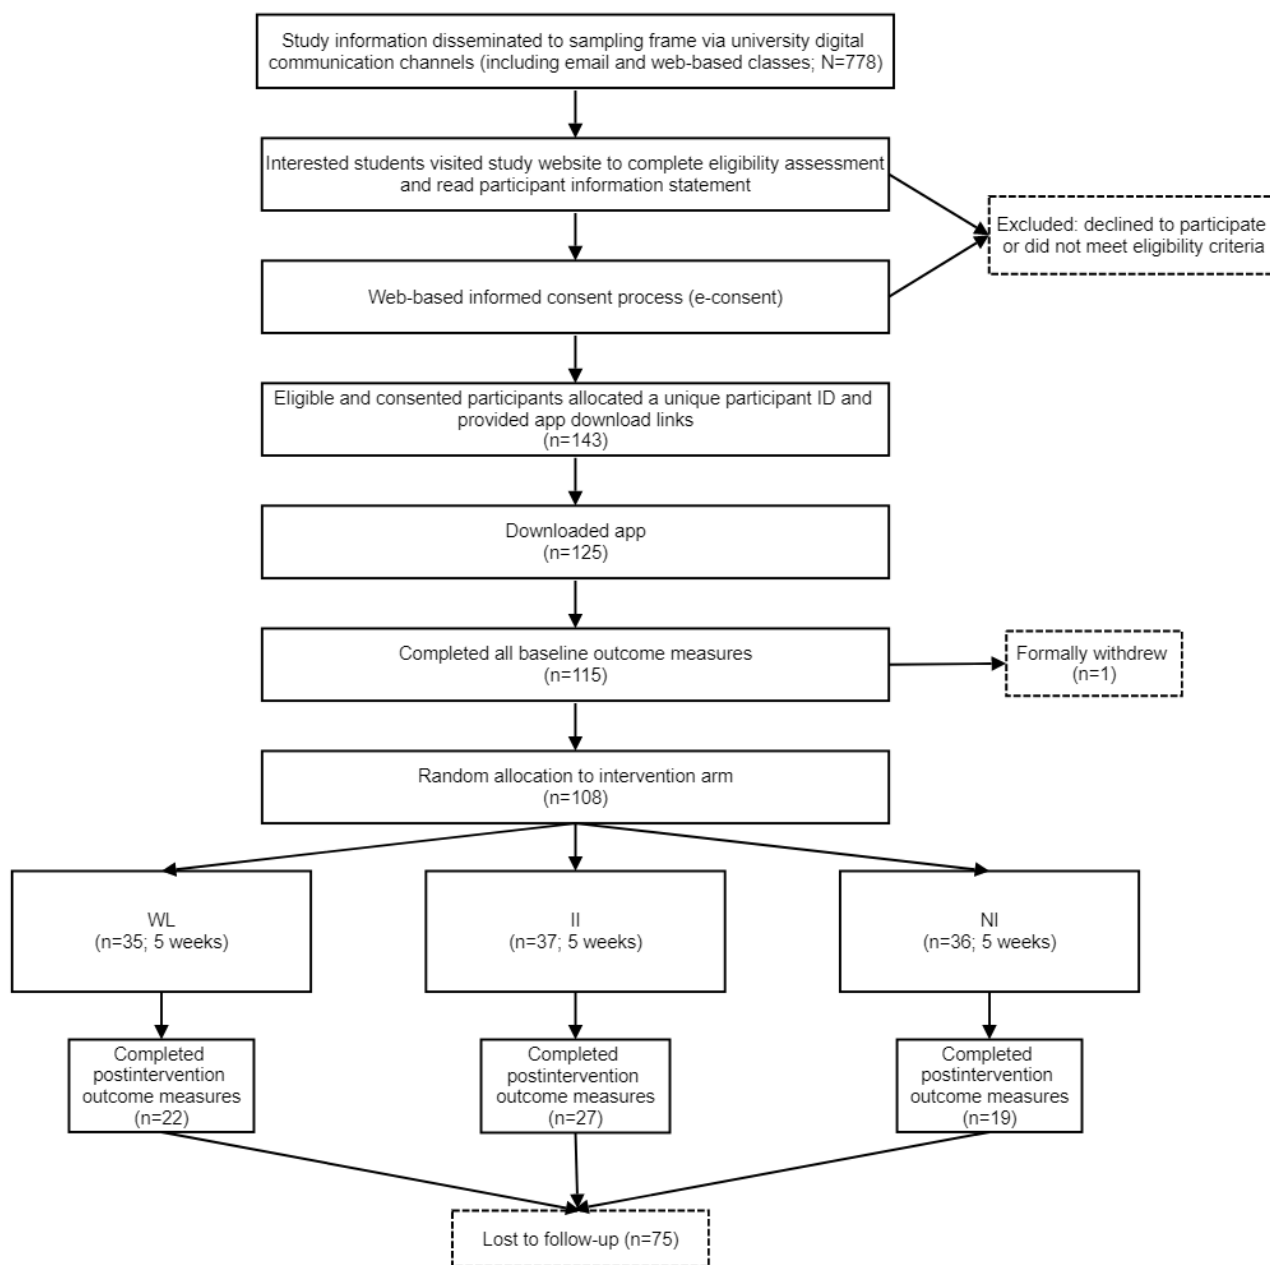 Study information disseminated to sampling frame via university digital
communication channels (including email and web-based classes; N=778)
Interested students visited study website to complete eligibility assessment
and read participant information statement
Excluded: declined to participate
or did not meet eligibility criteria
Web-based informed consent process (e-consent)
Eligible and consented participants allocated a unique participant ID and
provided app download links
(n=143)
Downloaded app
(n=125)
Completed all baseline outcome measures
(n=115)
Formally withdrew
(n=1)
Random allocation to intervention arm
(n=108)
WL
(n=35; 5 weeks)
II
(n=37; 5 weeks)
NI
(n=36; 5 weeks)
Completed
postintervention
outcome measures
(n=22)
Completed
postintervention
outcome measures
(n=27)
Completed
postintervention
outcome measures
(n=19)
Lost to follow-up (n=75)